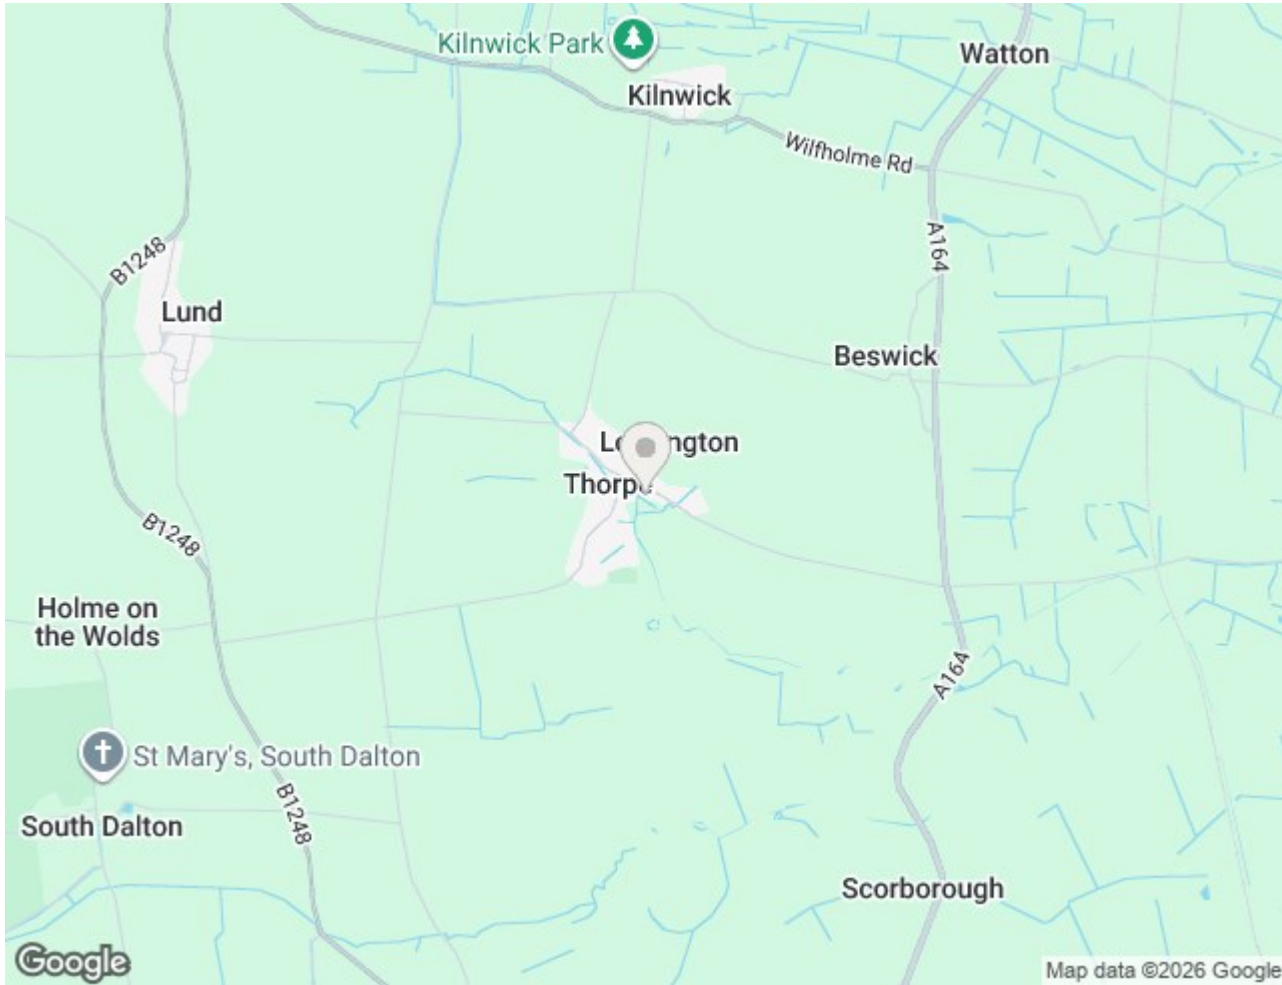 Kilnwick Park
Watton
Kilnwick
Wilfholme Rd
A164
B1248
Lund
Beswick
Thorpe
B1248
Holme on
the Wolds
A164
St Mary's, South Dalton
B1248
South Dalton
Scorborough
Google
Map data ©2026 Google